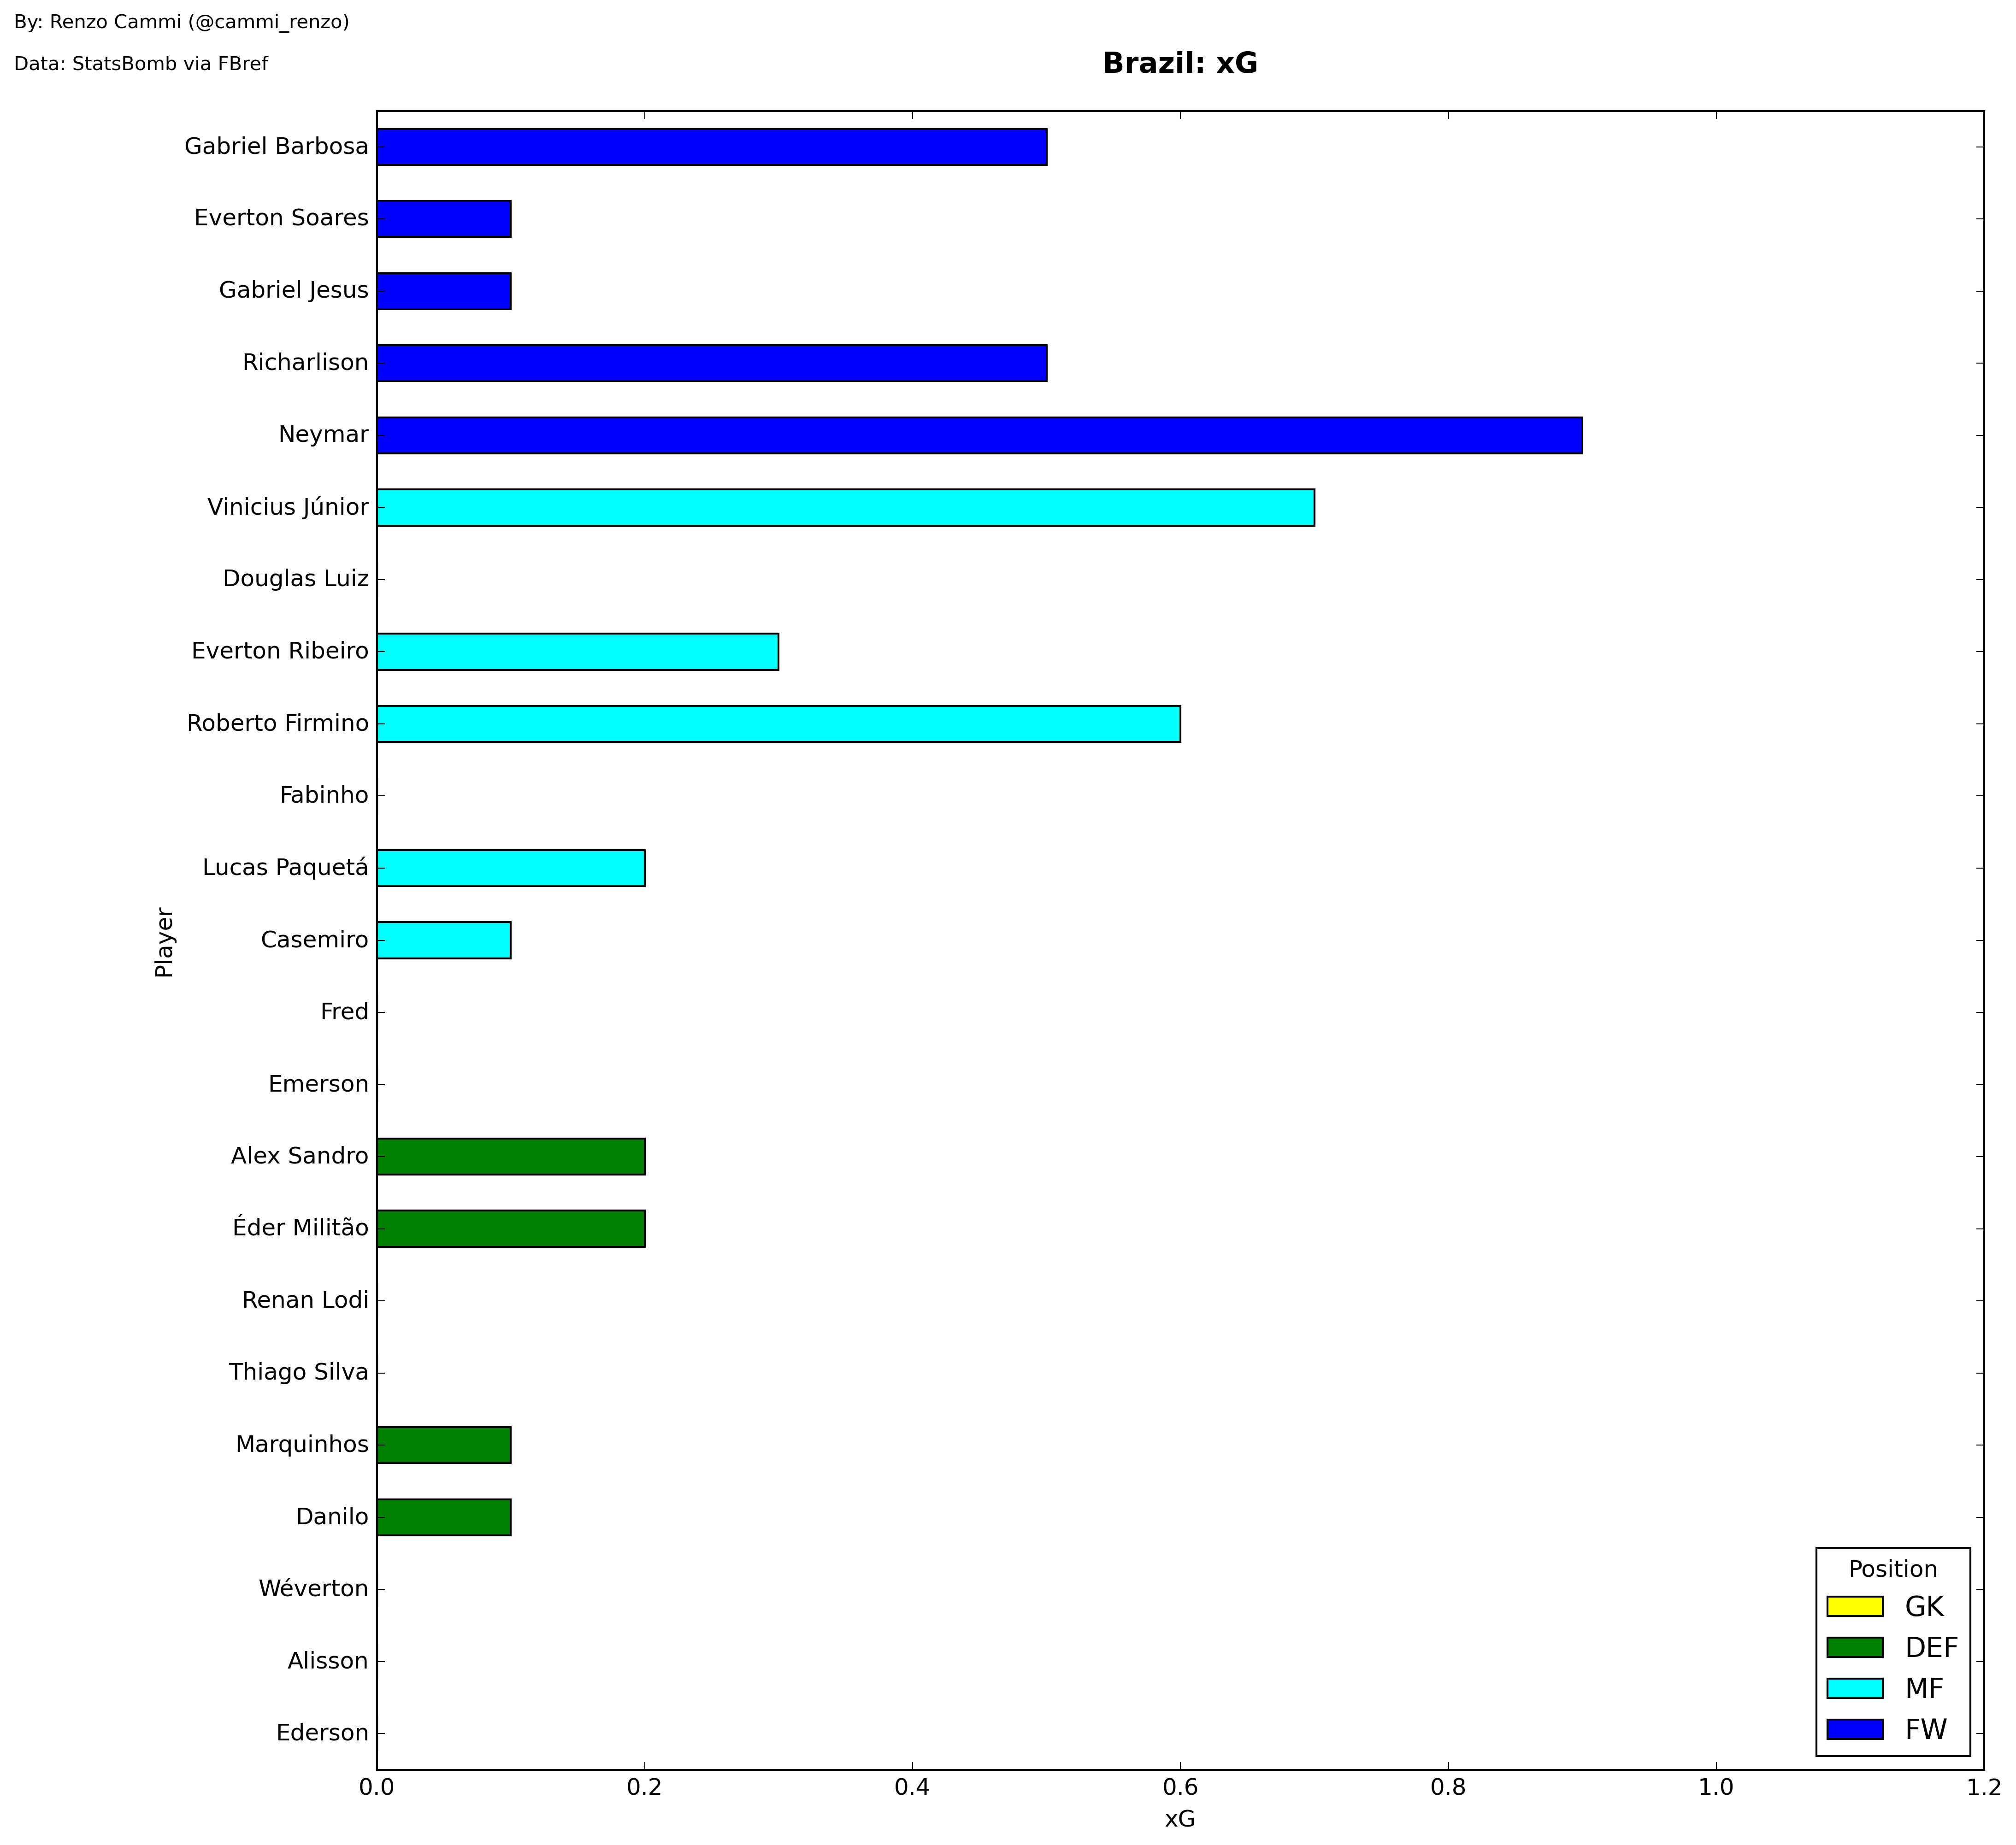 By: Renzo Cammi (@cammi_renzo)
Data: StatsBomb via FBref
Brazil: xG
Gabriel Barbosa
Everton Soares
Gabriel Jesus
Richarlison
Neymar
Vinicius Júnior
Douglas Luiz
Everton Ribeiro
Roberto Firmino
Fabinho
Lucas Paquetá
Casemiro
Fred
Emerson
Alex Sandro
Éder Militão
Renan Lodi
Thiago Silva
Marquinhos
Danilo
Wéverton
Alisson
Ederson
Player
Position
GK
DEF
MF
FW
0.0 0.2 0.4 0.6 0.8 1.0 1.2
xG